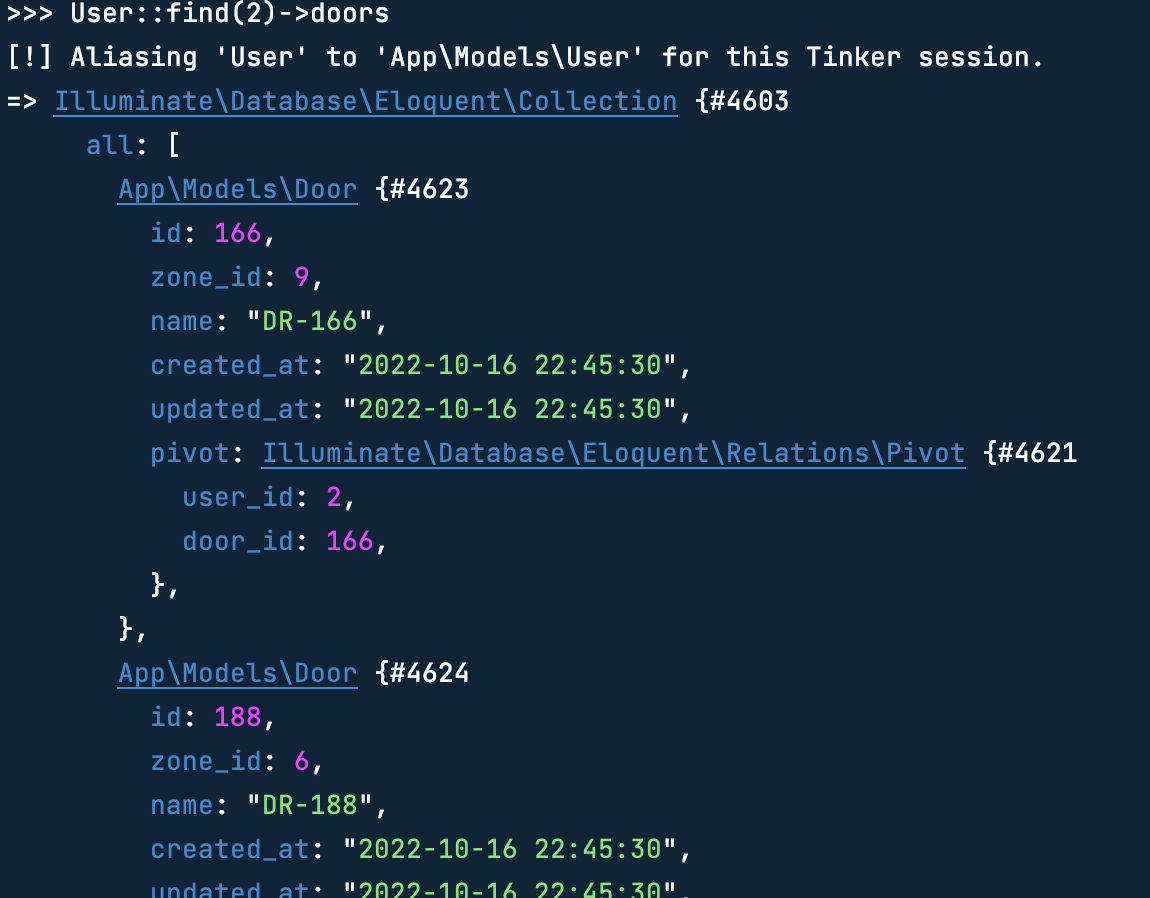 >>> User::find(2)->doors
[!] Aliasing 'User' to 'App\Models\User' for this Tinker session.
=> Illuminate\Database\Eloquent\Collection {#4603
     all: [
       App\Models\Door {#4623
         id: 166,
         zone_id: 9,
         name: "DR-166",
         created_at: "2022-10-16 22:45:30",
         updated_at: "2022-10-16 22:45:30",
         pivot: Illuminate\Database\Eloquent\Relations\Pivot {#4621
           user_id: 2,
           door_id: 166,
         },
       },
       App\Models\Door {#4624
         id: 188,
         zone_id: 6,
         name: "DR-188",
         created_at: "2022-10-16 22:45:30",
         updated_at: "2022-10-16 22:45:30",